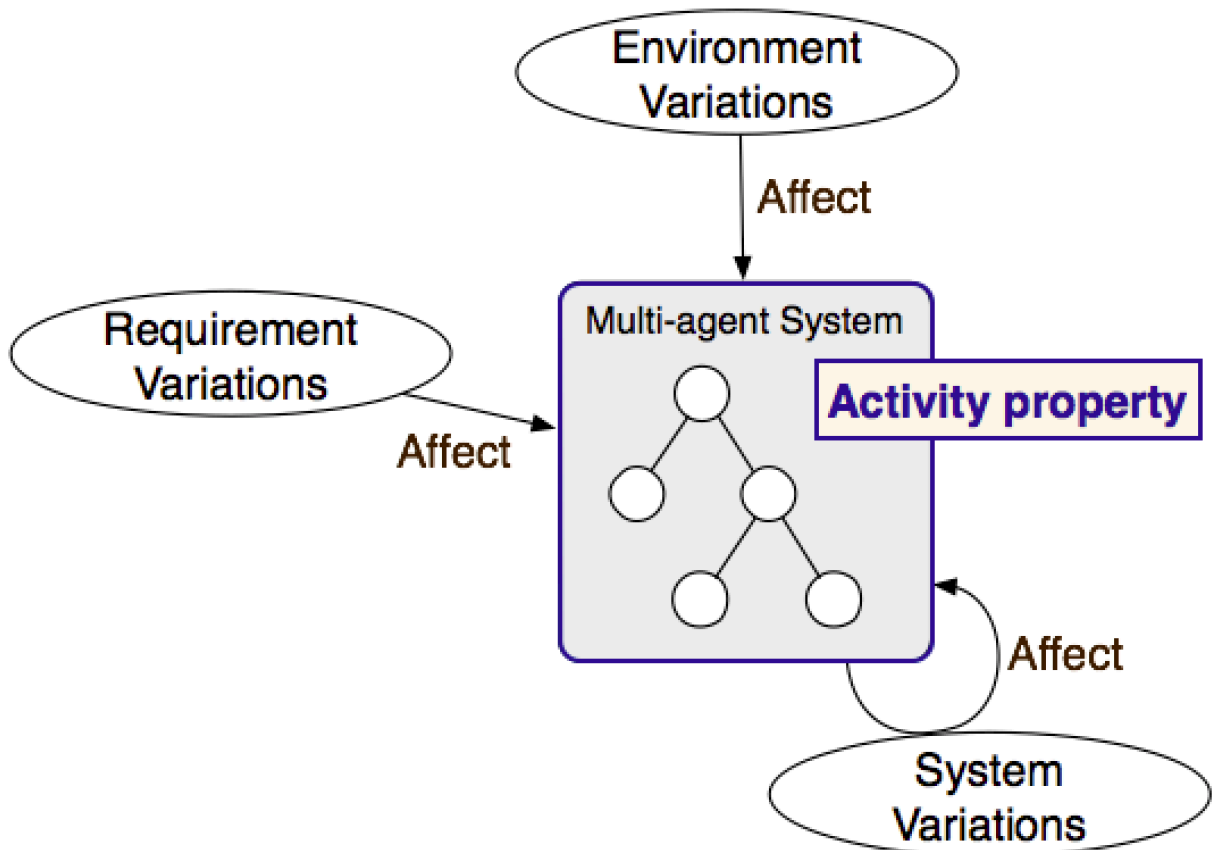 Environment
Variations
Affect
Multi-agent System
Requirement
Variations
Activity property
Affect
Affect
System
Variations